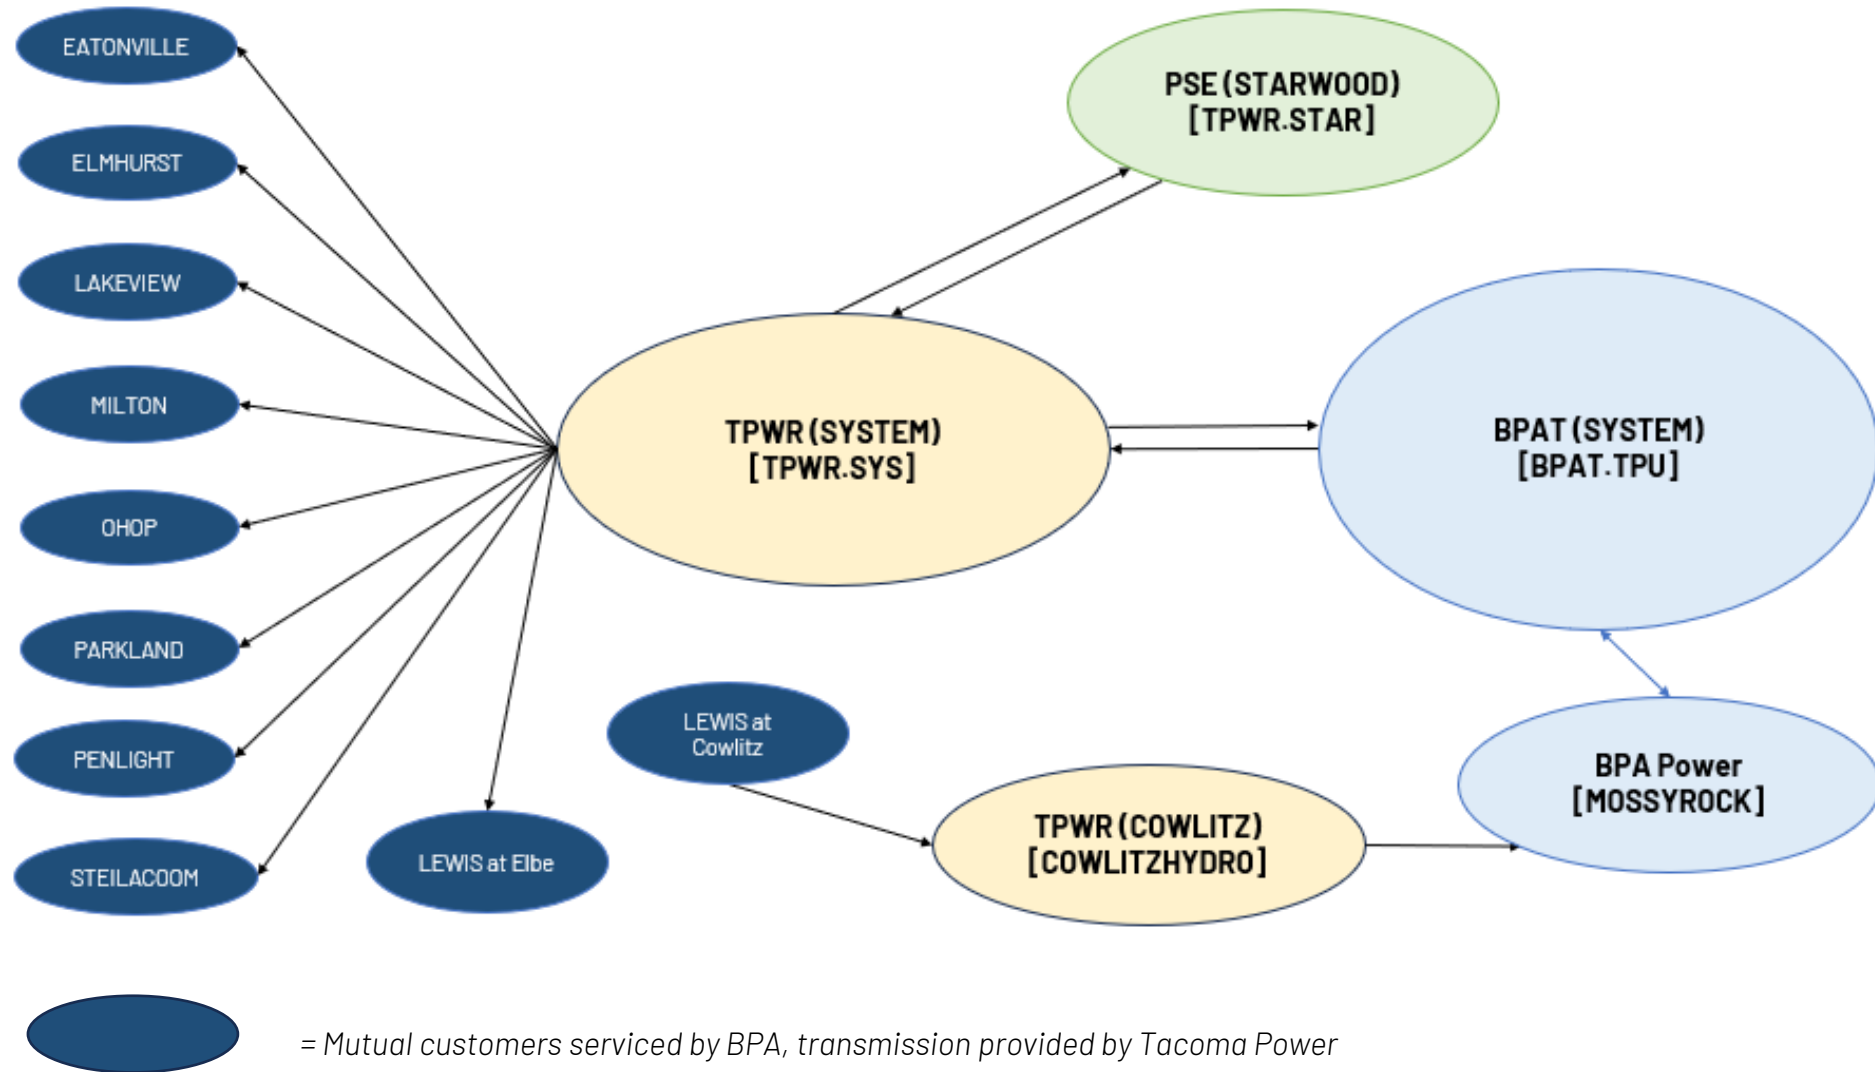 EATONVILLE
PSE (STARWOOD)
[TPWR.STAR]
ELMHURST
LAKEVIEW
MILTON
TPWR (SYSTEM)
[TPWR.SYS]
BPAT (SYSTEM)
[BPAT.TPU]
OHOP
PARKLAND
PENLIGHT
STEILACOOM
LEWIS at Elbe
LEWIS at
Cowlitz
TPWR (COWLITZ)
[COWLITZHYDRO]
BPA Power
[MOSSYROCK]
= Mutual customers serviced by BPA, transmission provided by Tacoma Power